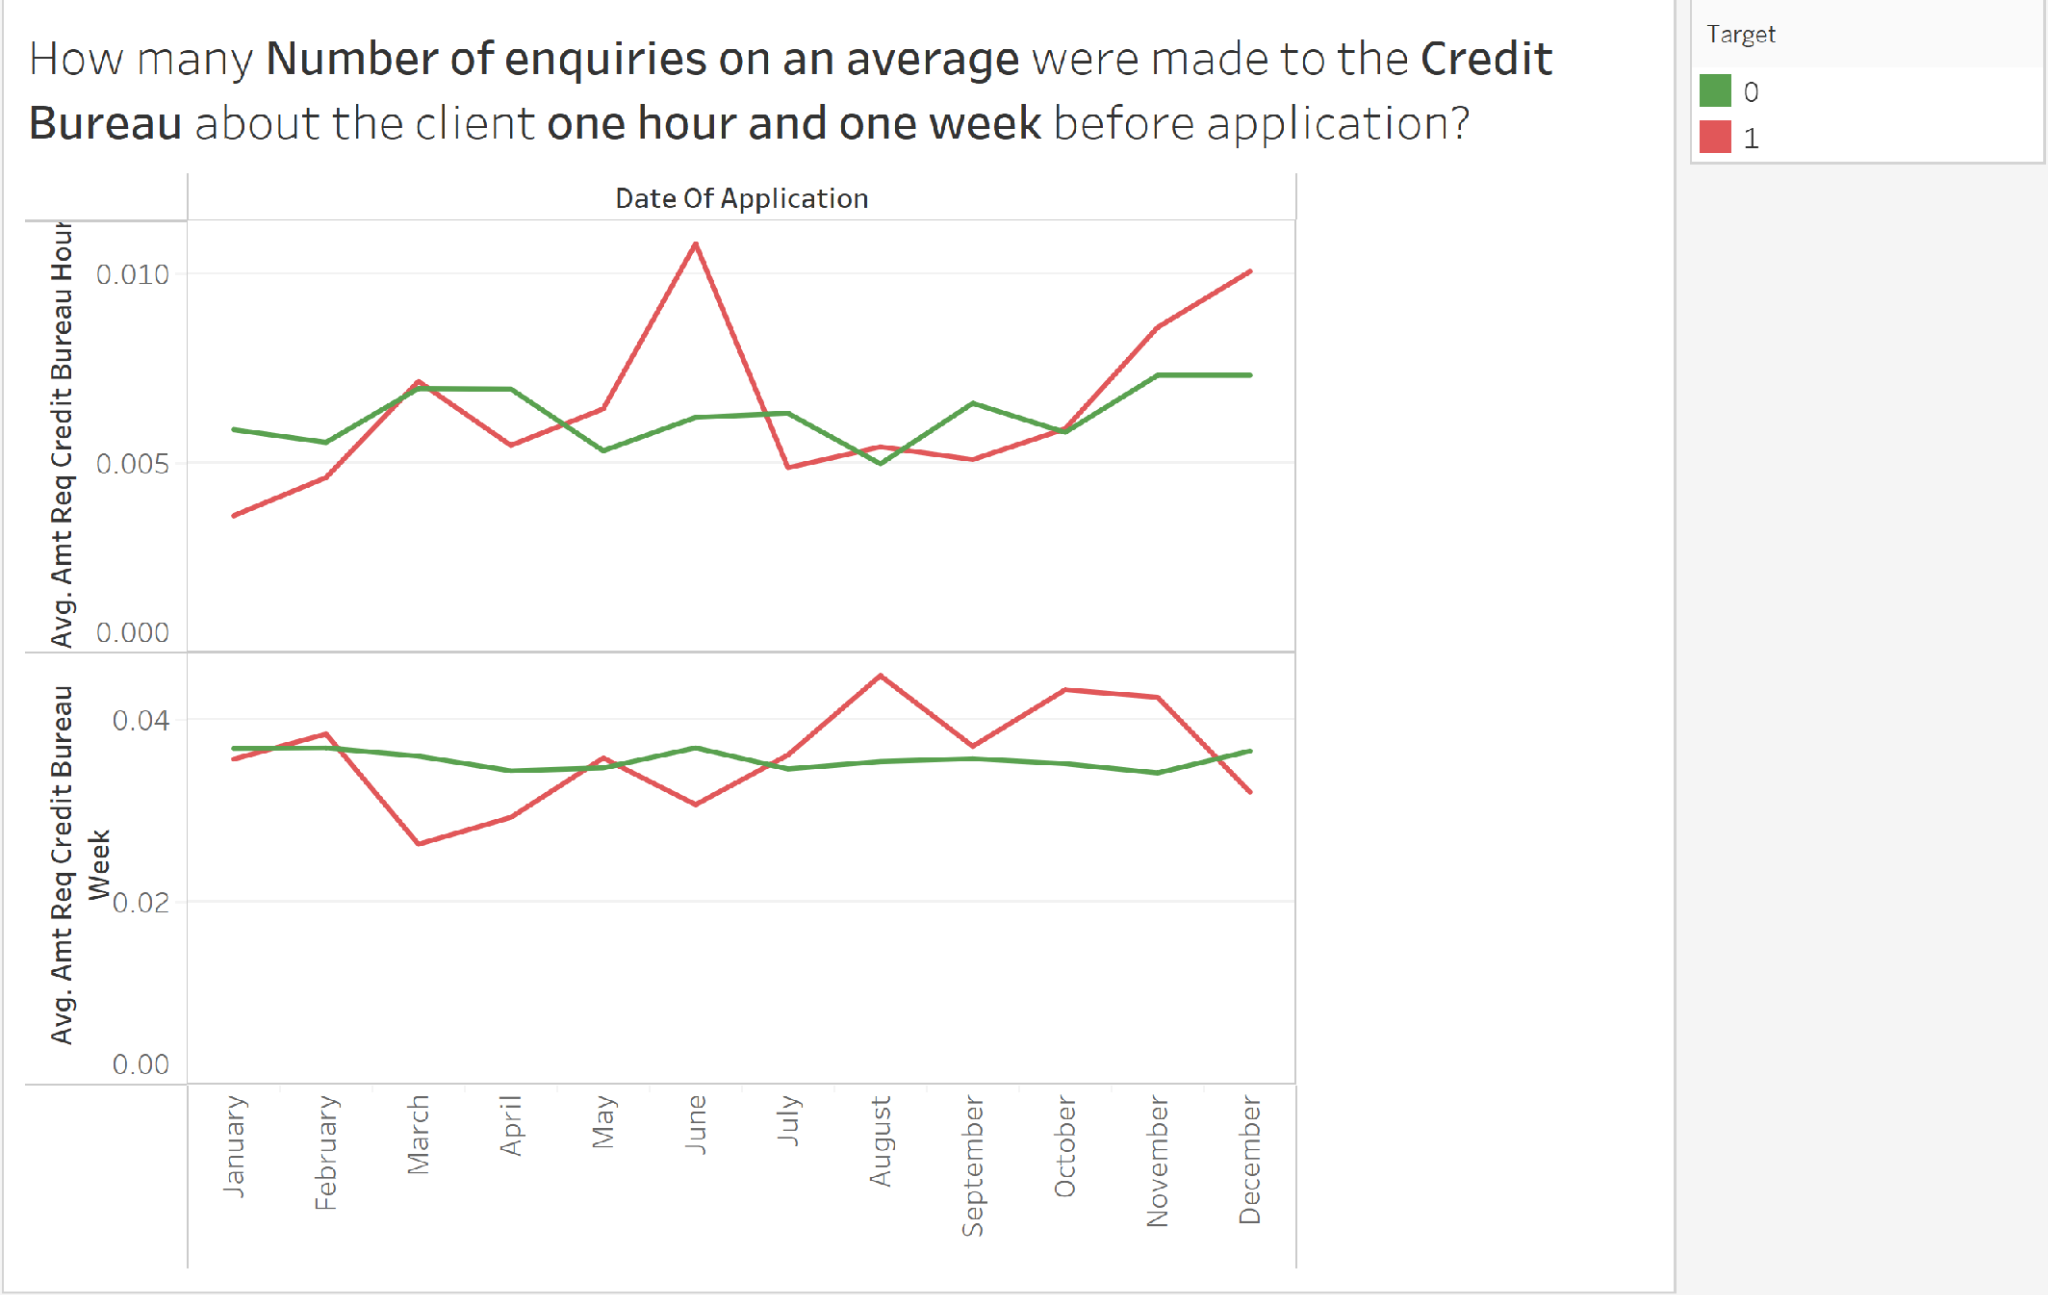 How many Number of enquiries on an average were made to the Credit
Bureau about the client one hour and one week before application?
Target
0
1
Date Of Application
Avg. Amt Req Credit Bureau Hour
0.010
0.005
0.000
Avg. Amt Req Credit Bureau
Week
0.04
0.02
0.00
January
February
March
April
May
June
July
August
September
October
November
December